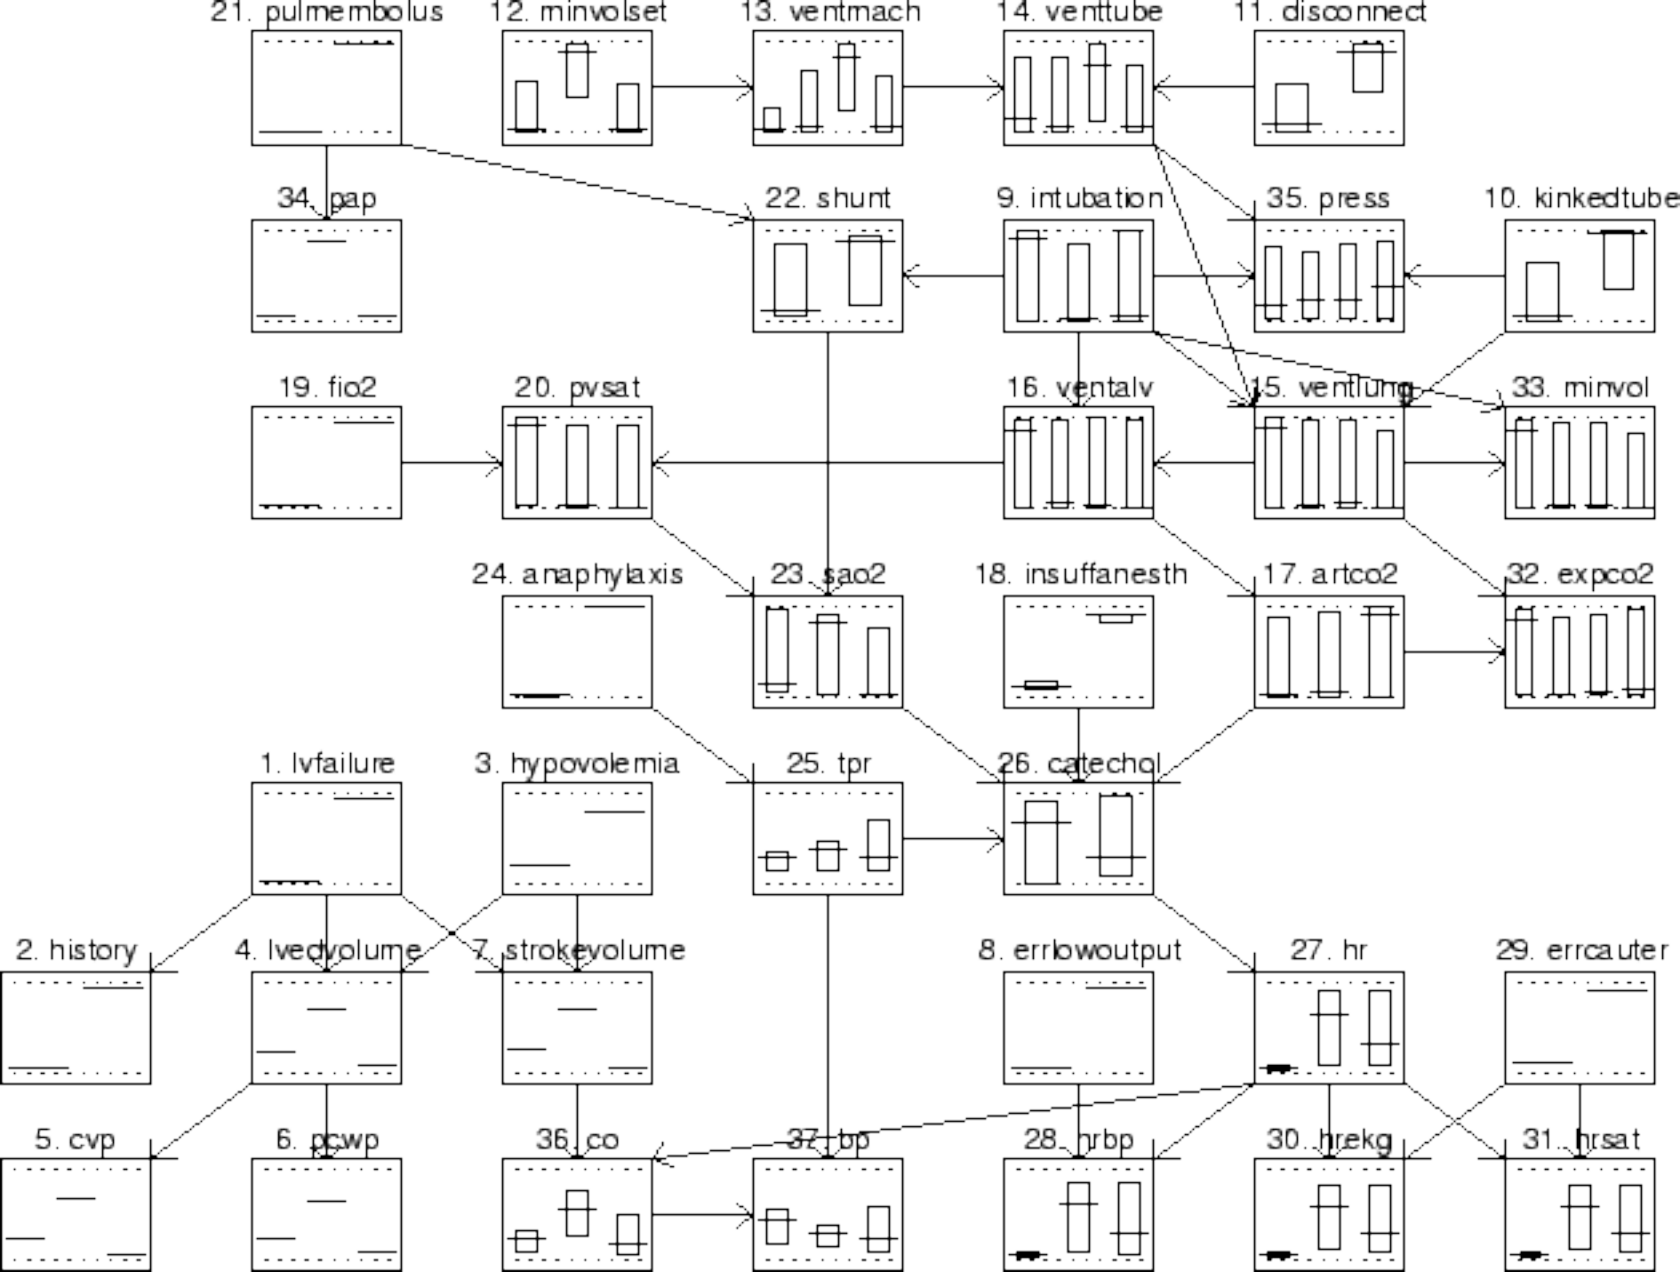 21. pulmembolus 12. minvolset 13. ventmach 14. venttube 11. disconnect
34. pap 22. shunt 9. intubation 35. press 10. kinkedtube
19. fio2 20. pvsat 16. ventalv 15. ventlung 33. minvol
24. anaphylaxis 23. sao2 18. insuffanesth 17. artco2 32. expco2
1. lvfailure 3. hypovolemia 25. tpr 26. catechol
2. history 4. lvedvolume 7. strokevolume 8. errlowoutput 27. hr 29. errcauter
5. cvp 6. pcwp 36. co 37. bp 28. hrbp 30. hrekg 31. hrsat